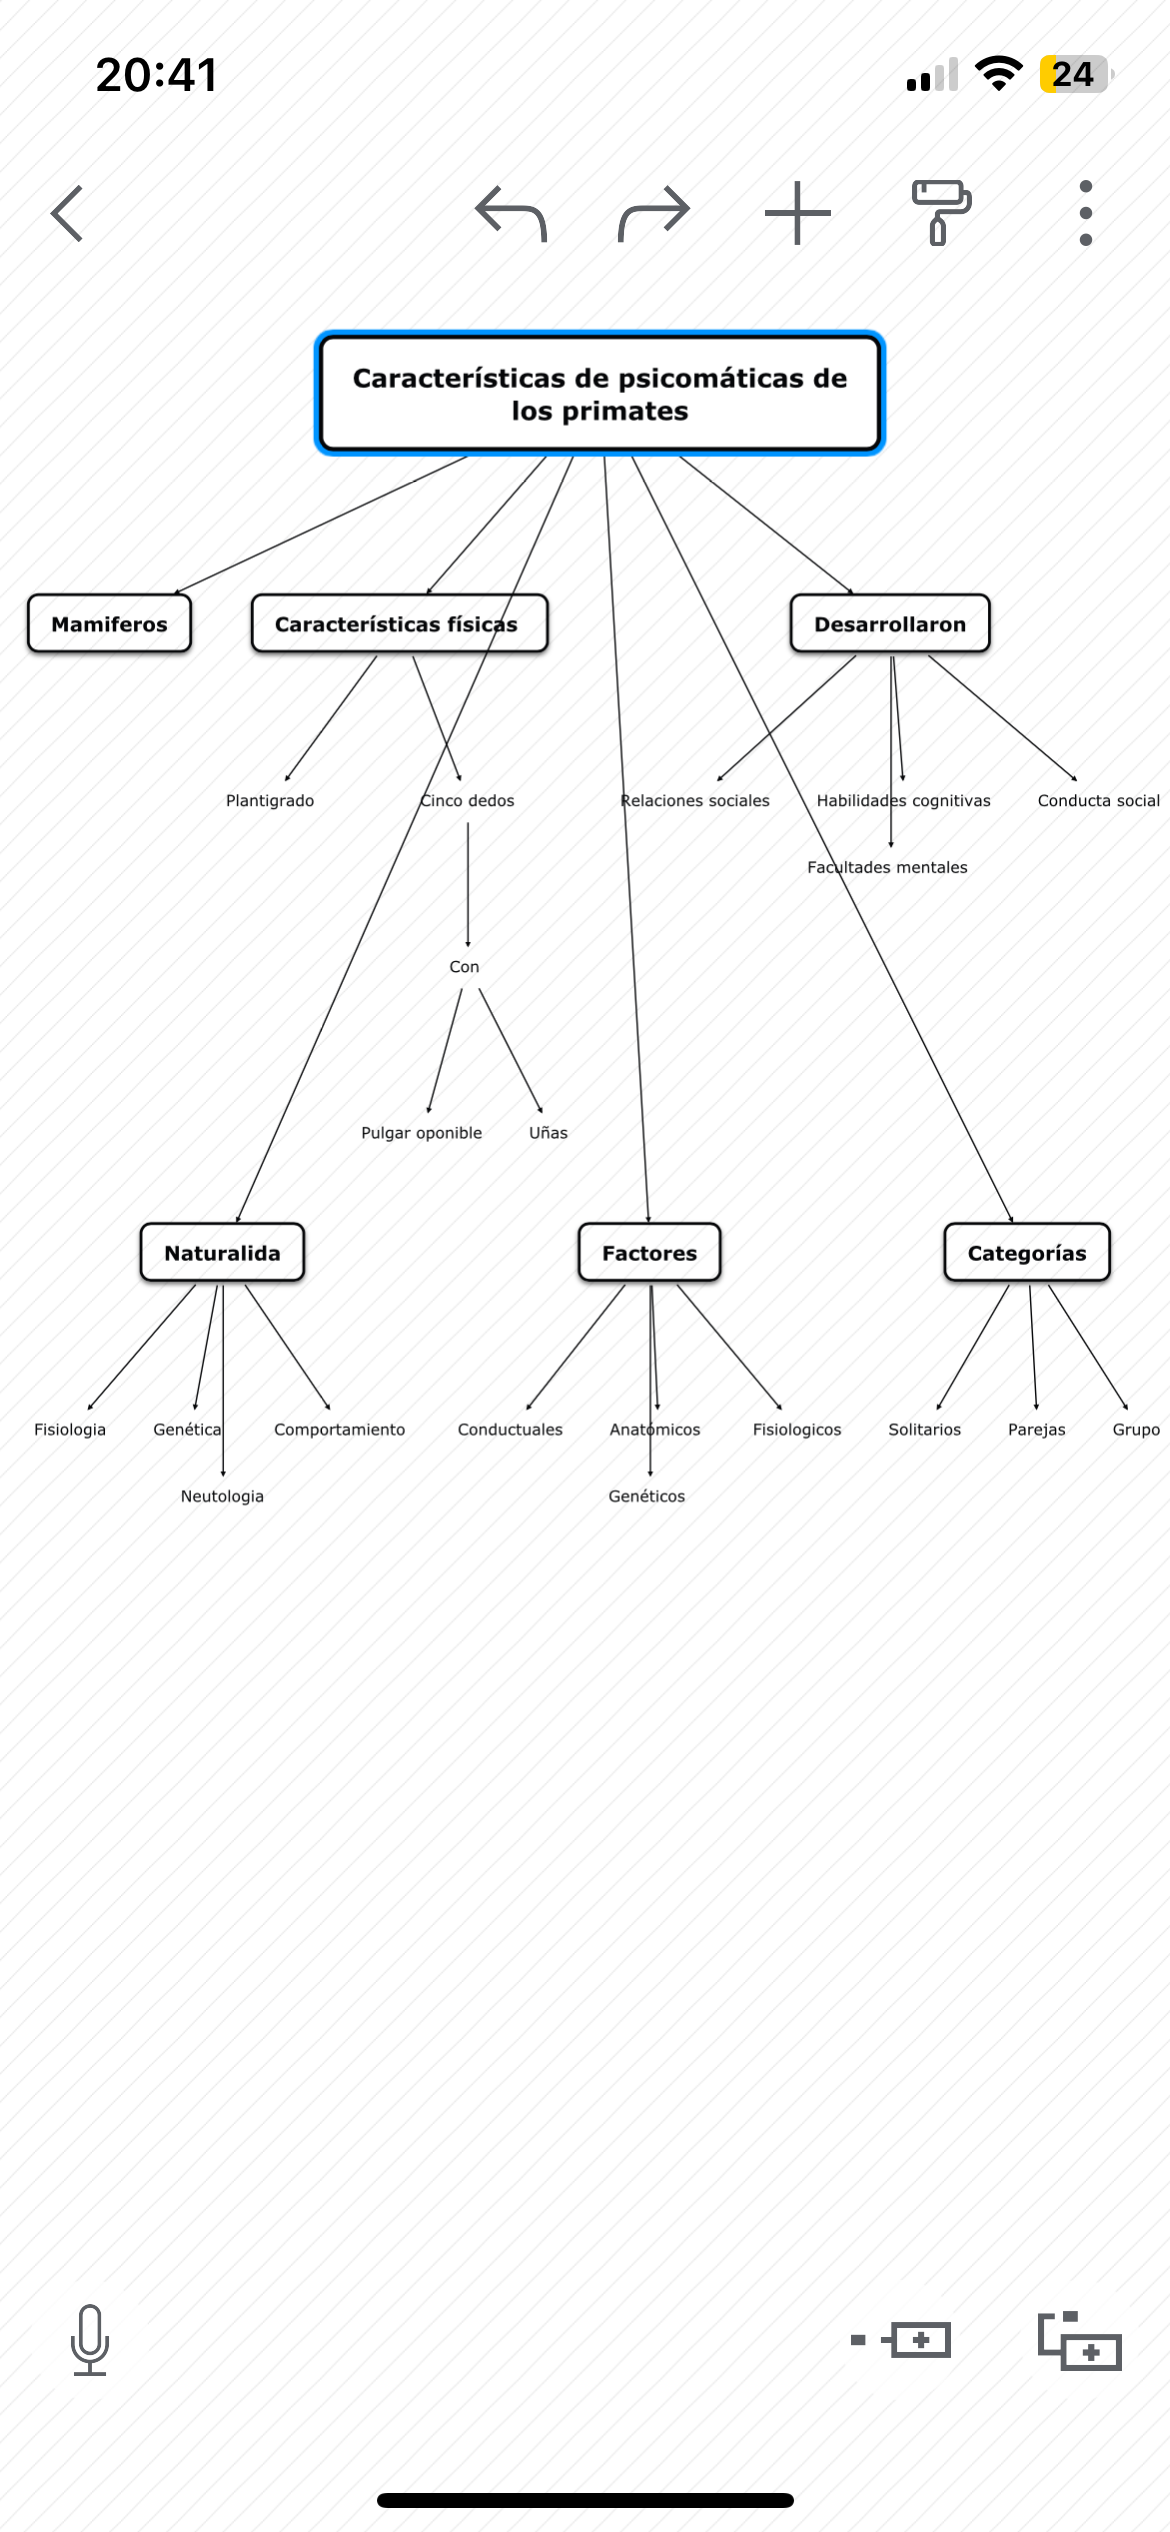 20:41
24
Características de psicomáticas de
los primates
Mamiferos
Características físicas
Desarrollaron
Plantigrado
Cinco dedos
Relaciones sociales
Habilidades cognitivas
Conducta social
Facultades mentales
Con
Pulgar oponible
Uñas
Naturalida
Factores
Categorías
Fisiologia
Genética
Comportamiento
Conductuales
Anatómicos
Fisiologicos
Solitarios
Parejas
Grupo
Neutologia
Genéticos